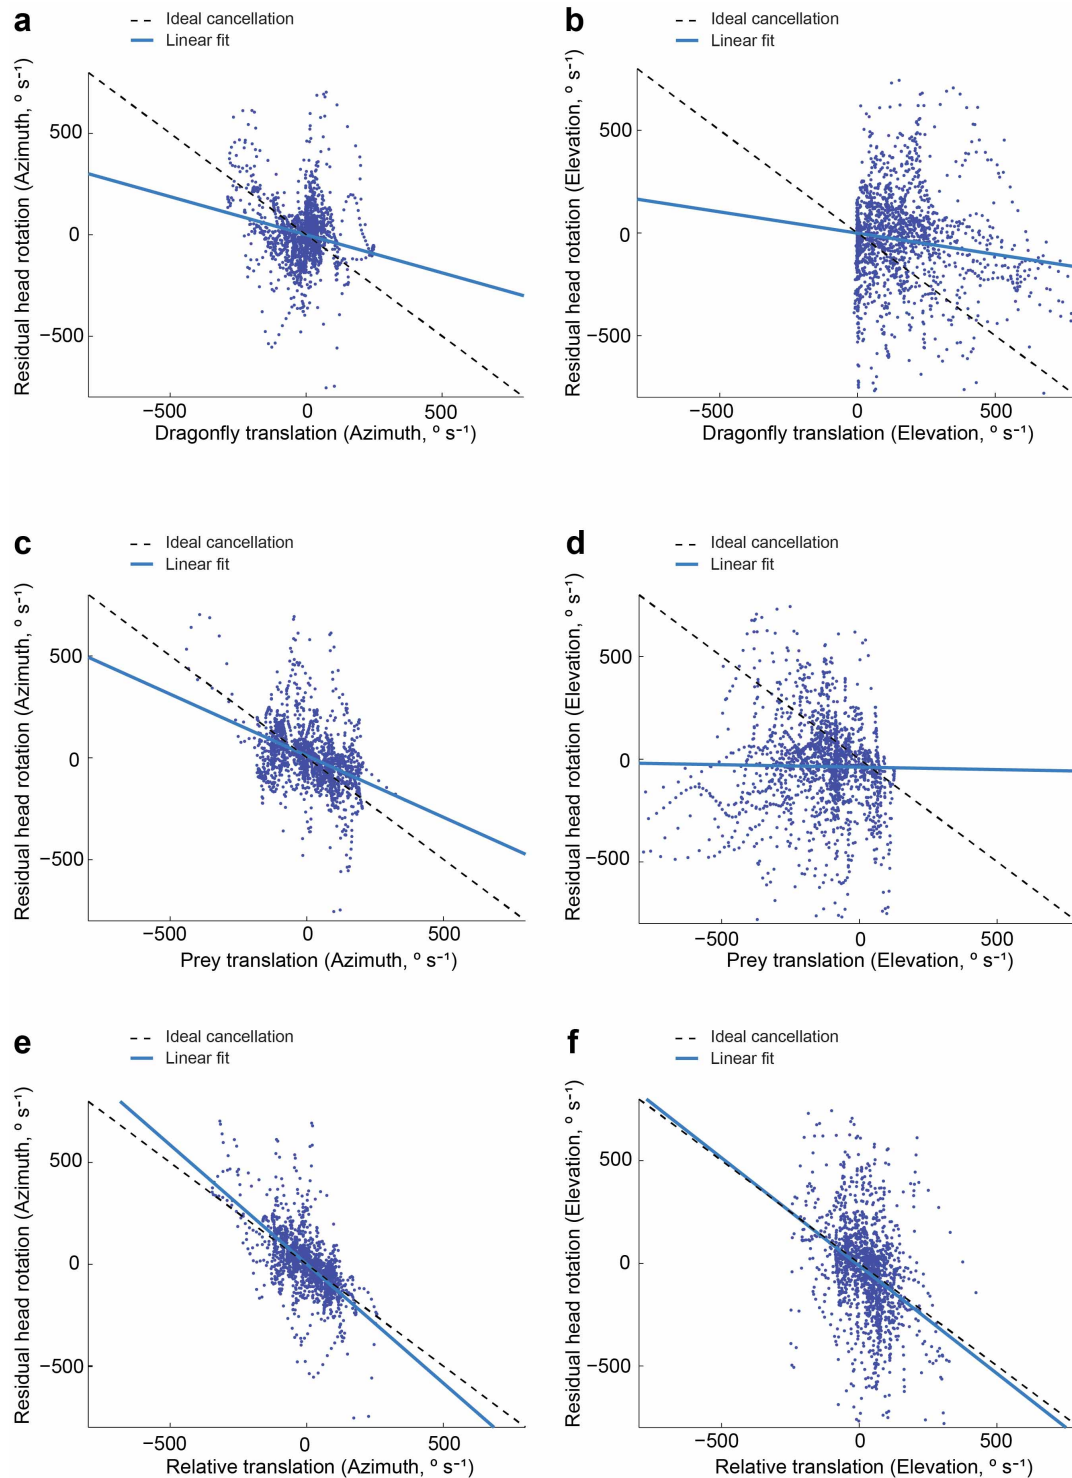 a
Ideal cancellation
Linear fit
Residual head rotation (Azimuth, º s⁻¹)
500
0
−500
−500 0 500
Dragonfly translation (Azimuth, º s⁻¹)
b
Ideal cancellation
Linear fit
Residual head rotation (Elevation, º s⁻¹)
500
0
−500
−500 0 500
Dragonfly translation (Elevation, º s⁻¹)
c
Ideal cancellation
Linear fit
Residual head rotation (Azimuth, º s⁻¹)
500
0
−500
−500 0 500
Prey translation (Azimuth, º s⁻¹)
d
Ideal cancellation
Linear fit
Residual head rotation (Elevation, º s⁻¹)
500
0
−500
−500 0 500
Prey translation (Elevation, º s⁻¹)
e
Ideal cancellation
Linear fit
Residual head rotation (Azimuth, º s⁻¹)
500
0
−500
−500 0 500
Relative translation (Azimuth, º s⁻¹)
f
Ideal cancellation
Linear fit
Residual head rotation (Elevation, º s⁻¹)
500
0
−500
−500 0 500
Relative translation (Elevation, º s⁻¹)